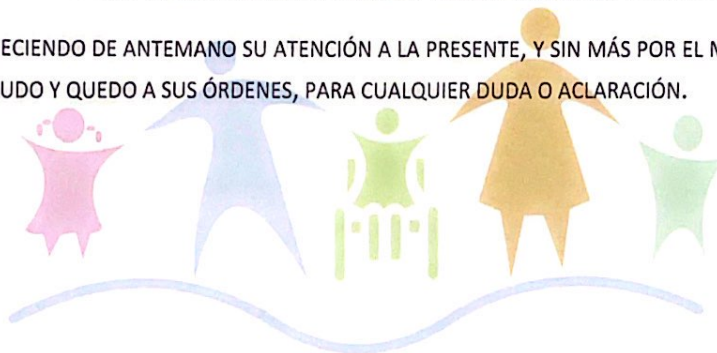 ECIENDO DE ANTEMANO SU ATENCIÓN A LA PRESENTE, Y SIN MÁS POR EL
UDO Y QUEDO A SUS ÓRDENES, PARA CUALQUIER DUDA O ACLARACIÓN.